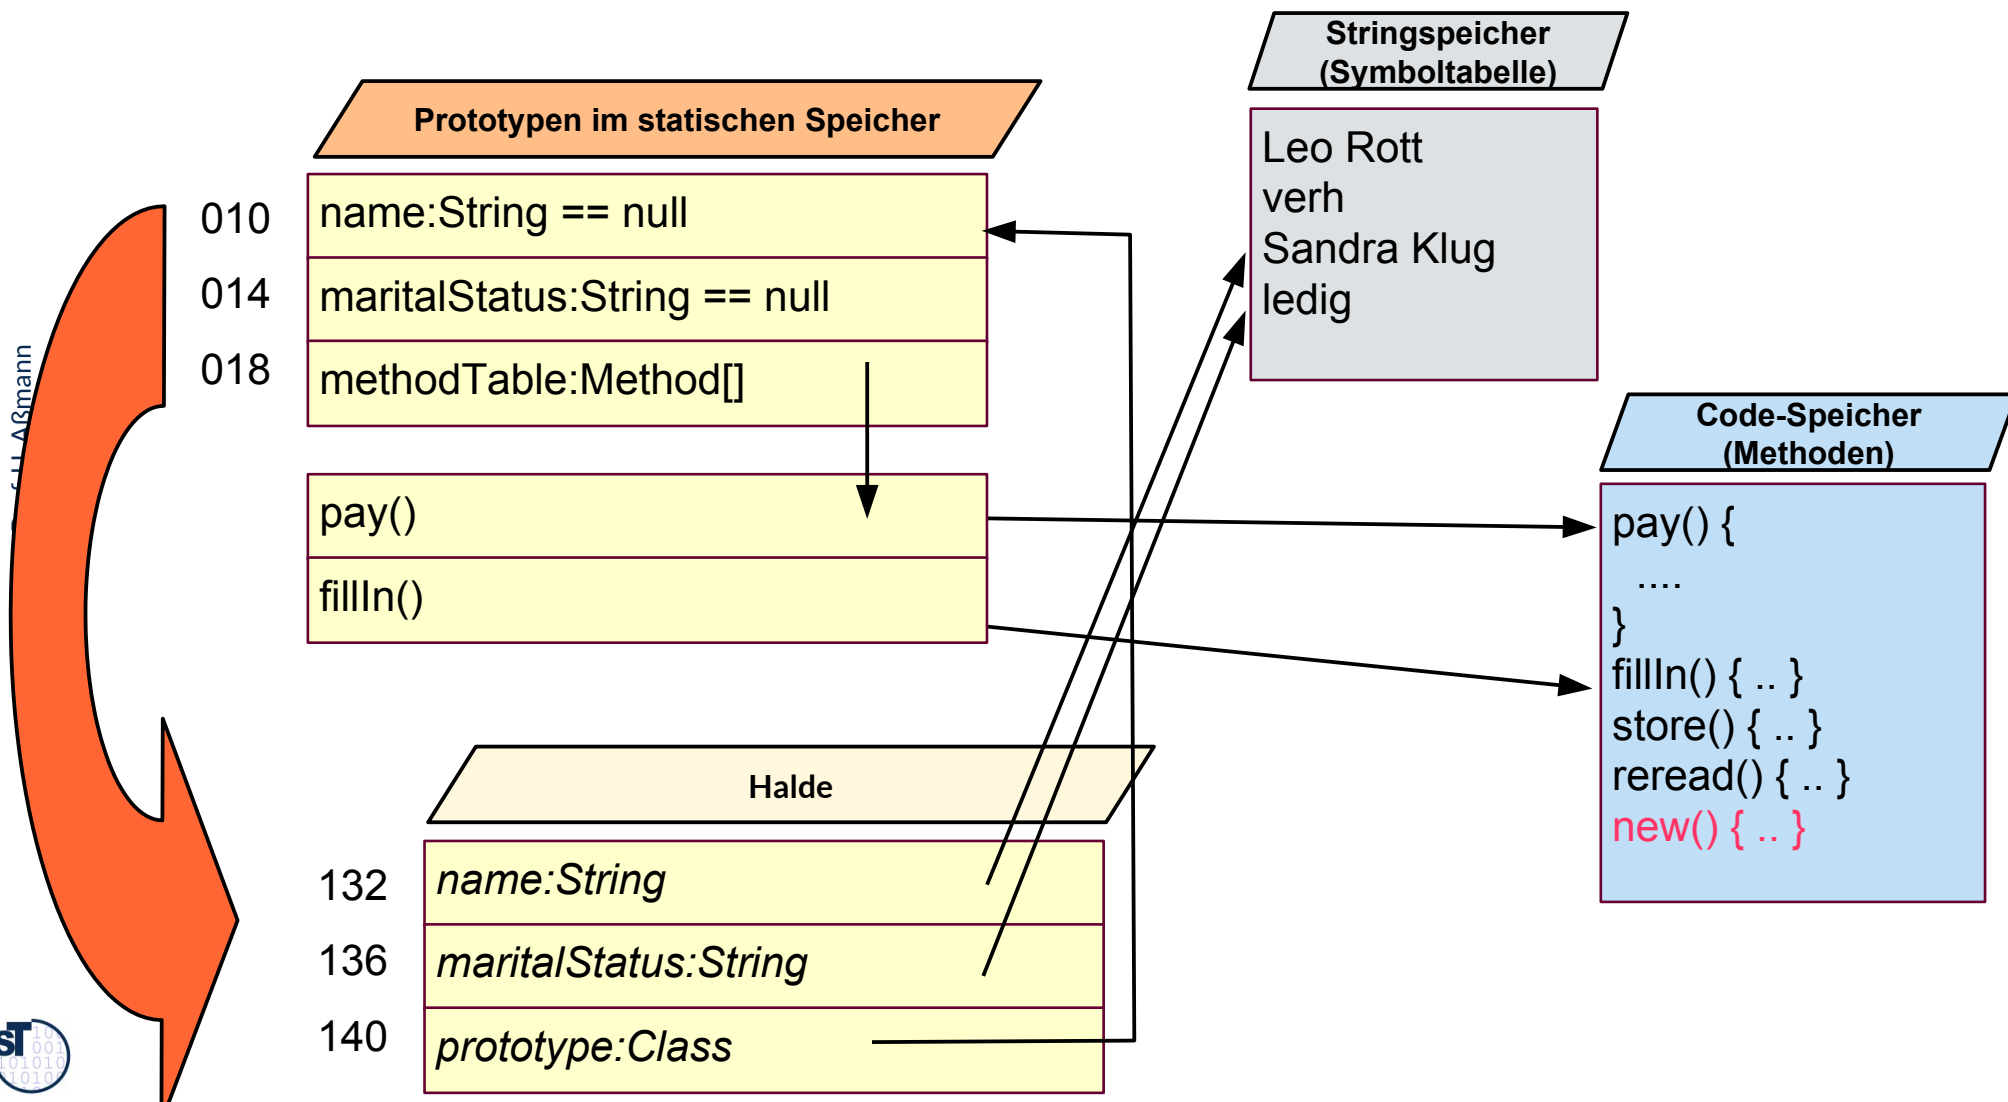 Stringspeicher
(Symboltabelle)
Leo Rott
verh
Sandra Klug
ledig
Prototypen im statischen Speicher
010
name:String == null
014
maritalStatus:String == null
018
methodTable:Method[]
pay()
fillIn()
Code-Speicher
(Methoden)
pay() {
....
}
fillIn() { .. }
store() { .. }
reread() { .. }
new() { .. }
Halde
132
name:String
136
maritalStatus:String
140
prototype:Class
Aßmann
sT